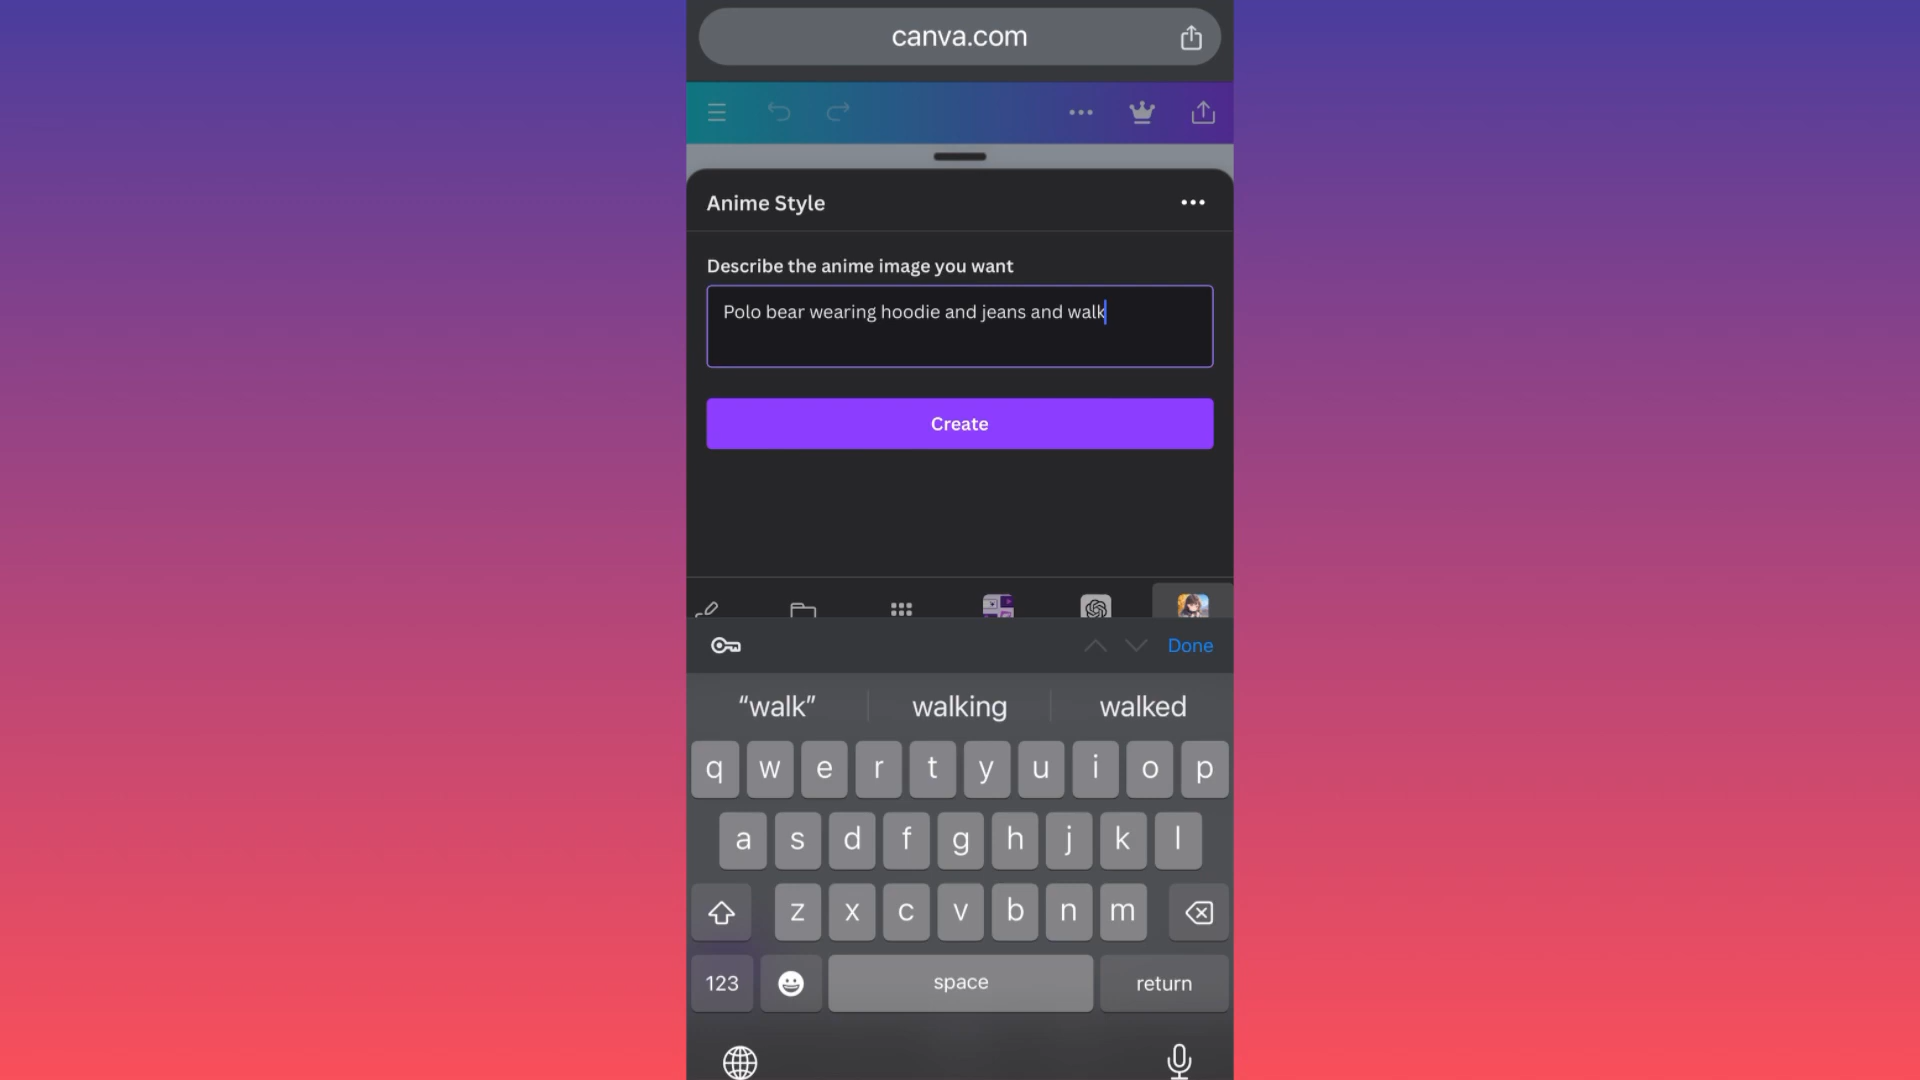 canva.com
Anime Style
Describe the anime image you want
Polo bear wearing hoodie and jeans and walk
Create
Done
“walk” walking walked
q w e r t y u i o p
a s d f g h j k l
z x c v b n m
123 space return